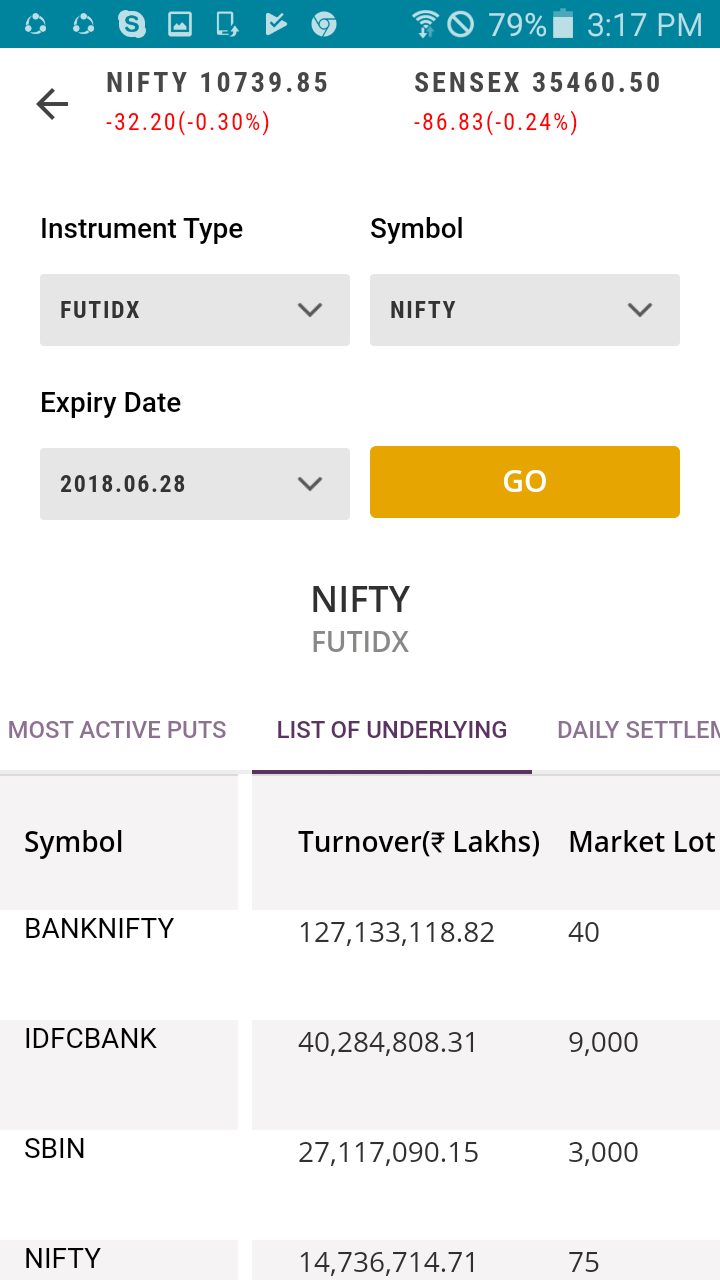 79% 3:17 PM
NIFTY 10739.85 SENSEX 35460.50
-32.20(-0.30%) -86.83(-0.24%)
Instrument Type Symbol
FUTIDX NIFTY
Expiry Date
2018.06.28 GO
NIFTY
FUTIDX
MOST ACTIVE PUTS LIST OF UNDERLYING DAILY SETTLEM
Symbol Turnover(₹ Lakhs) Market Lot
BANKNIFTY 127,133,118.82 40
IDFCBANK 40,284,808.31 9,000
SBIN 27,117,090.15 3,000
NIFTY 14,736,714.71 75